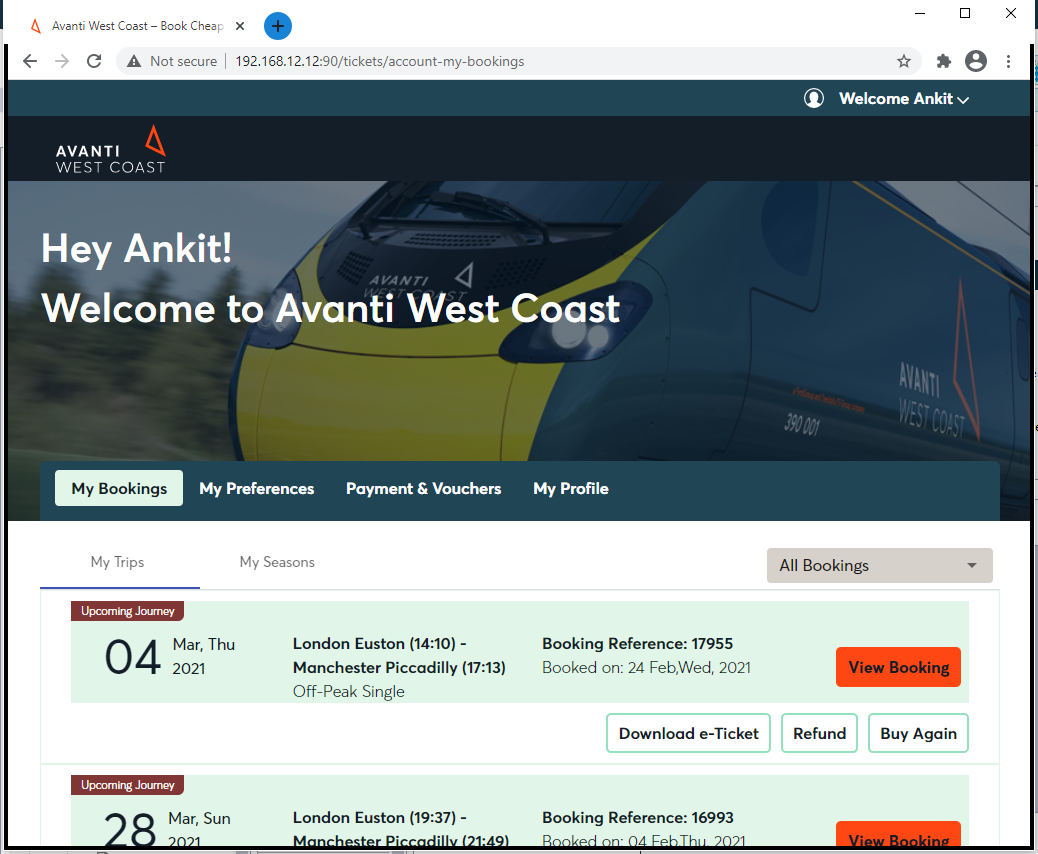 Avanti West Coast – Book Cheap
Not secure
192.168.12.12:90/tickets/account-my-bookings
Welcome Ankit
AVANTI
WEST COAST
Hey Ankit!
AVANTI
WEST COAST
Welcome to Avanti West Coast
AVANTI
WEST COAST
390 001
My Bookings
My Preferences
Payment & Vouchers
My Profile
My Trips
My Seasons
All Bookings
Upcoming Journey
04
Mar, Thu
2021
London Euston (14:10) -
Manchester Piccadilly (17:13)
Off-Peak Single
Booking Reference: 17955
Booked on: 24 Feb,Wed, 2021
View Booking
Download e-Ticket
Refund
Buy Again
Upcoming Journey
28
Mar, Sun
2021
London Euston (19:37) -
Manchester Piccadilly (21:49)
Booking Reference: 16993
Booked on: 04 Feb,Thu, 2021
View Booking